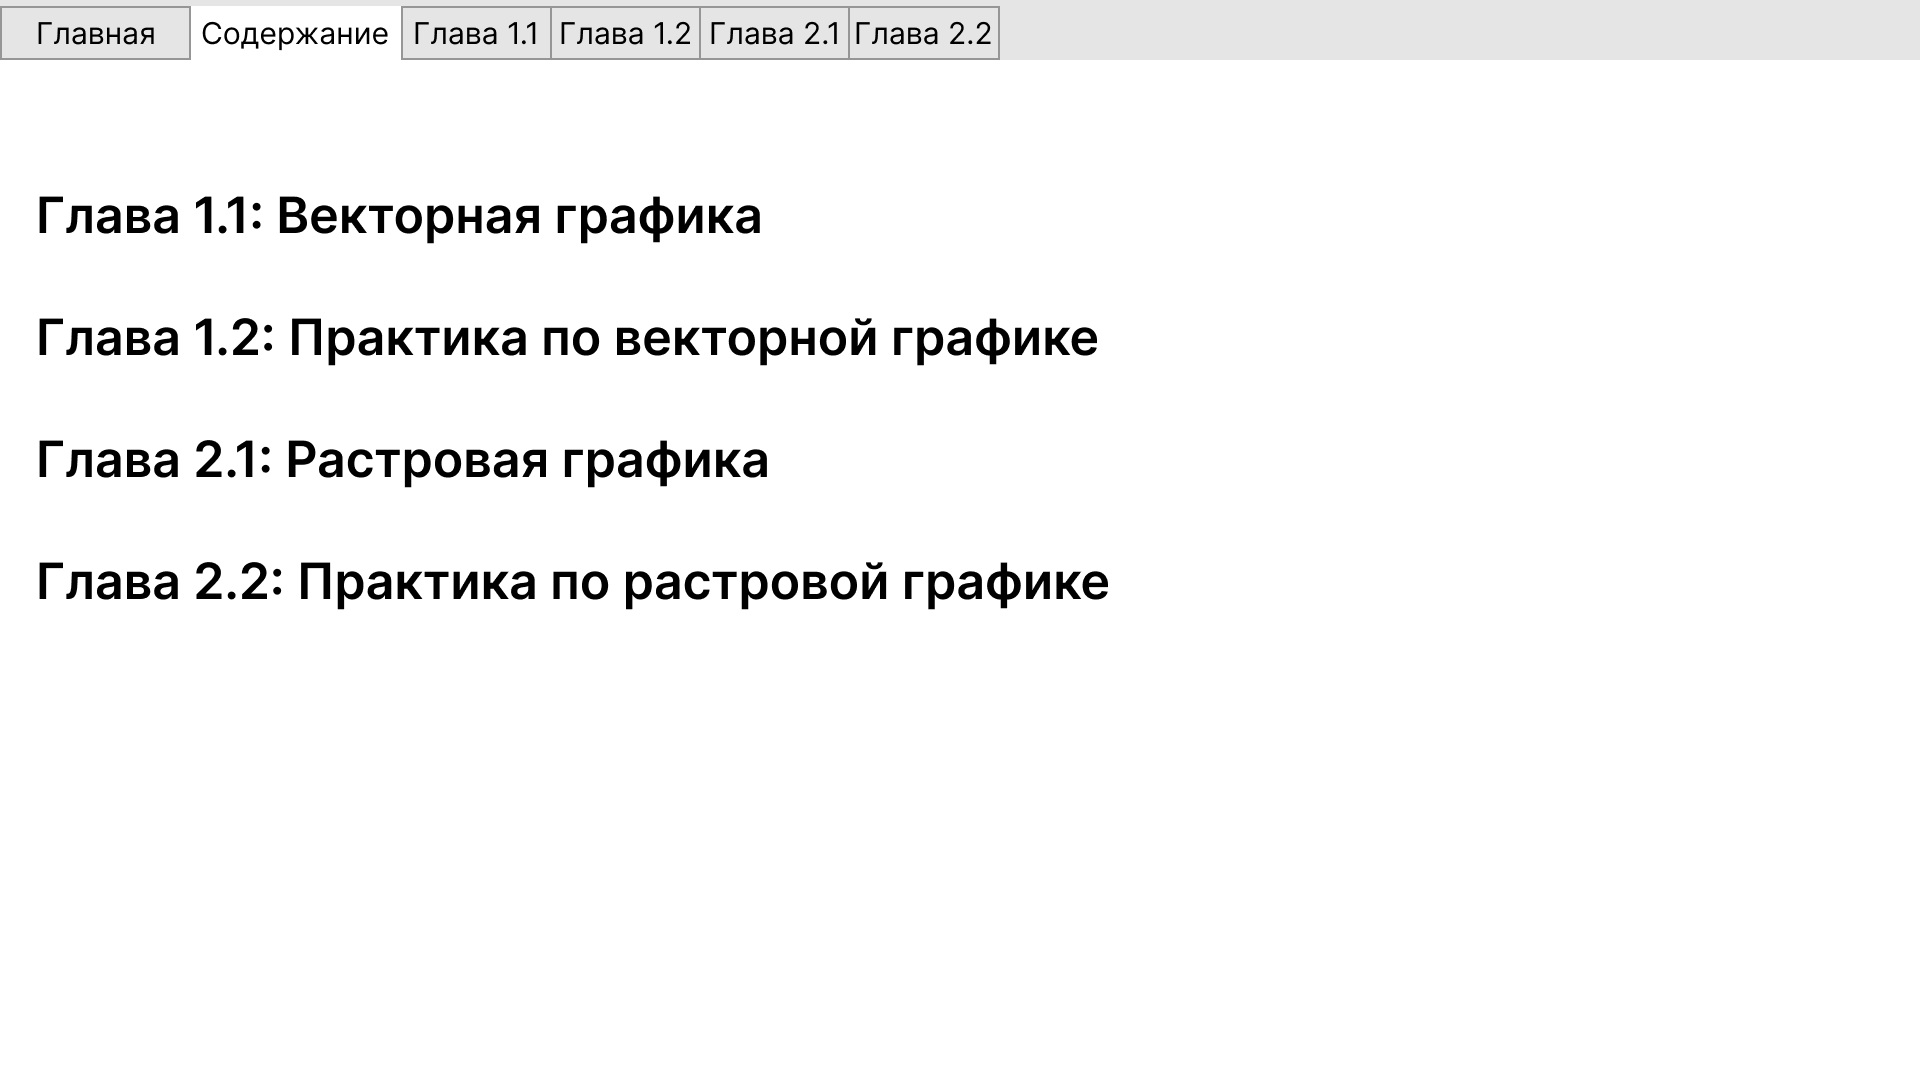 Главная Содержание Глава 1.1 Глава 1.2 Глава 2.1 Глава 2.2
Глава 1.1: Векторная графика
Глава 1.2: Практика по векторной графике
Глава 2.1: Растровая графика
Глава 2.2: Практика по растровой графике